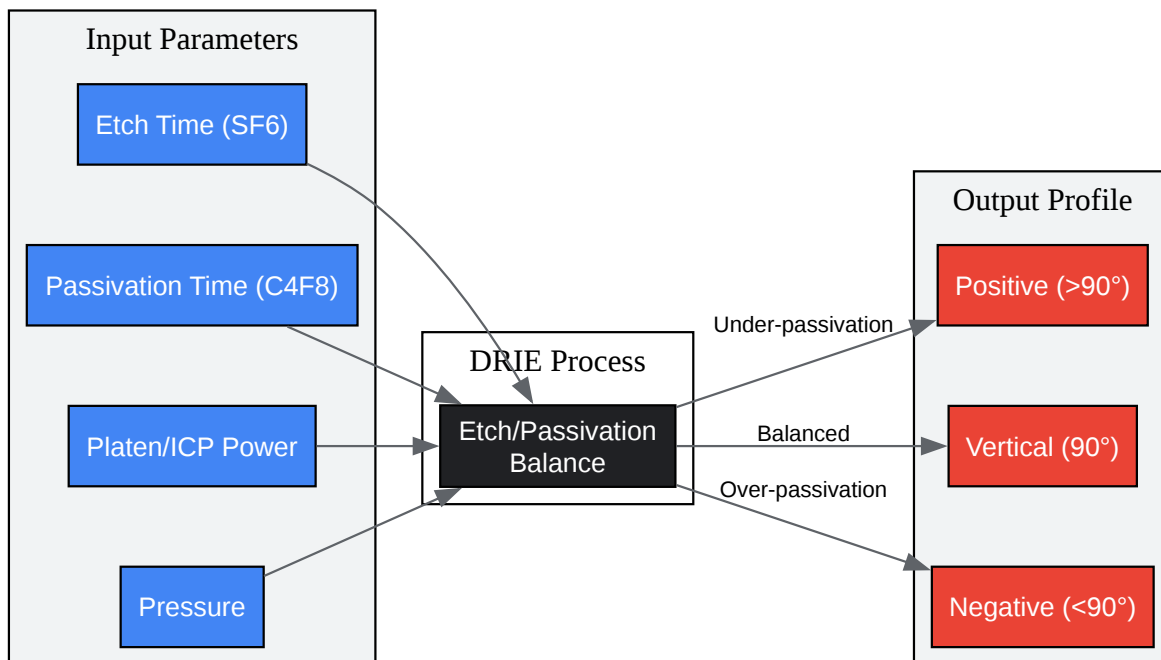 Input Parameters
Etch Time (SF6)
Passivation Time (C4F8)
Platen/ICP Power
Pressure
DRIE Process
Etch/Passivation
Balance
Under-passivation
Balanced
Over-passivation
Output Profile
Positive (>90°)
Vertical (90°)
Negative (<90°)